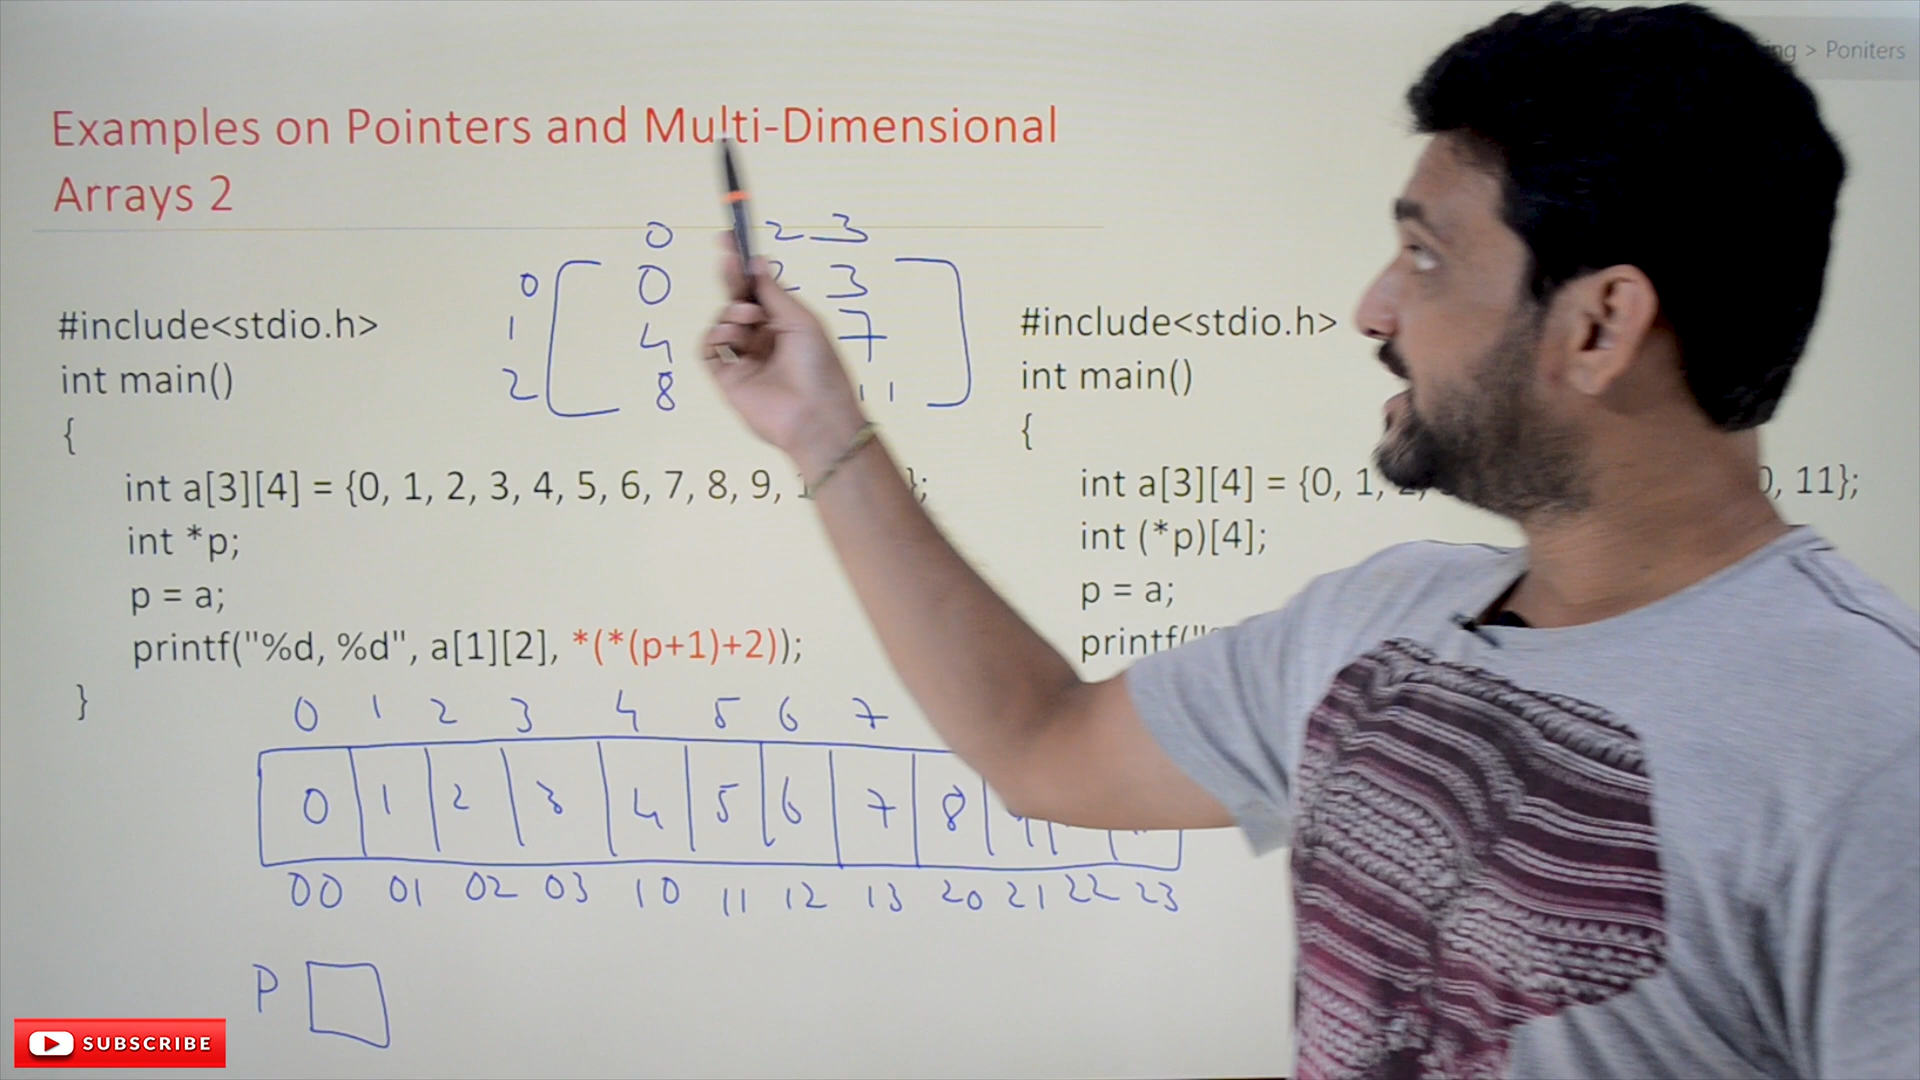 > Poniters
Examples on Pointers and Multi-Dimensional
Arrays 2
0 2 3
0 0 2 3
1 4 7
2 8 11
#include<stdio.h>
int main()
{
int a[3][4] = {0, 1, 2, 3, 4, 5, 6, 7, 8, 9, };
int *p;
p = a;
printf("%d, %d", a[1][2], *(*(p+1)+2));
}
#include<stdio.h>
int main()
{
int a[3][4] = {0, 1, 11};
int (*p)[4];
p = a;
printf("
0 1 2 3 4 5 6 7
0 1 2 3 4 5 6 7 8
00 01 02 03 10 11 12 13 20 21 22 23
P
SUBSCRIBE